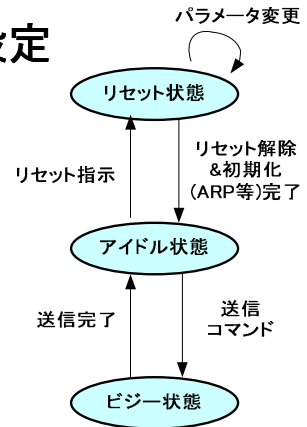 パラメータ変更
定
リセット状態
リセット指示
リセット解除
&初期化
(ARP等)完了
アイドル状態
送信完了
送信
コマンド
ビジー状態